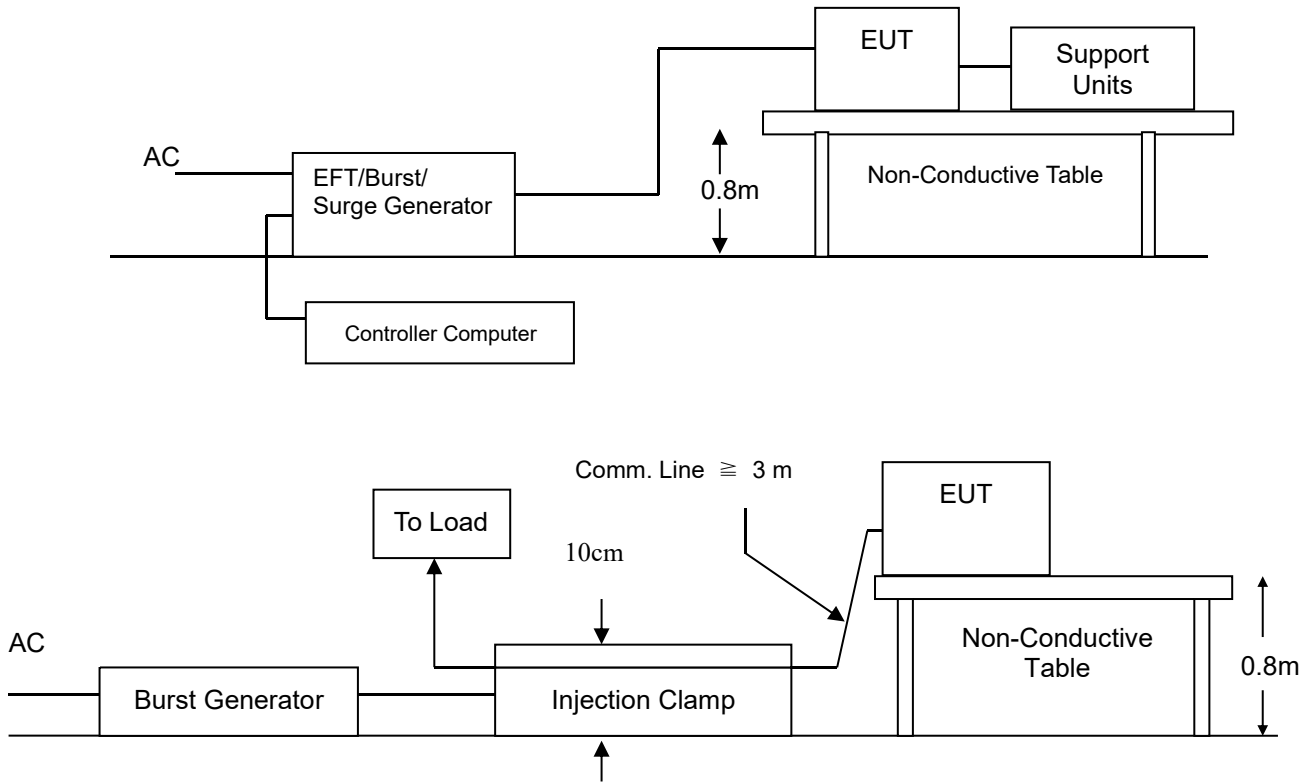 EUT
Support
Units
AC
EFT/Burst/
Surge Generator
0.8m
Non-Conductive Table
Controller Computer
Comm. Line ≧ 3 m
EUT
To Load
10cm
AC
Non-Conductive
Table
0.8m
Burst Generator
Injection Clamp